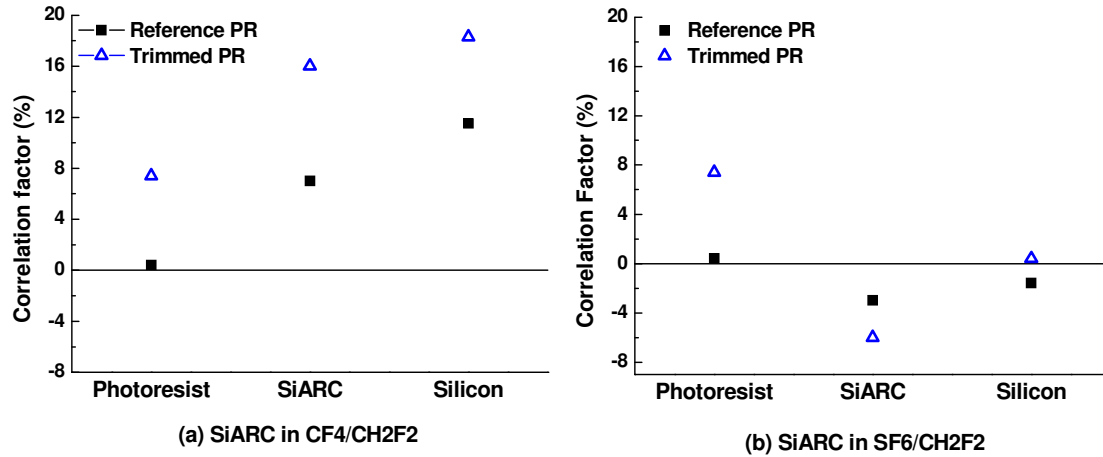 20
16
12
8
4
0
-4
-8
Correlation factor (%)
Reference PR
Trimmed PR
Photoresist SiARC Silicon
(a) SiARC in CF4/CH2F2
20
16
12
8
4
0
-4
-8
Correlation Factor (%)
Reference PR
Trimmed PR
Photoresist SiARC Silicon
(b) SiARC in SF6/CH2F2